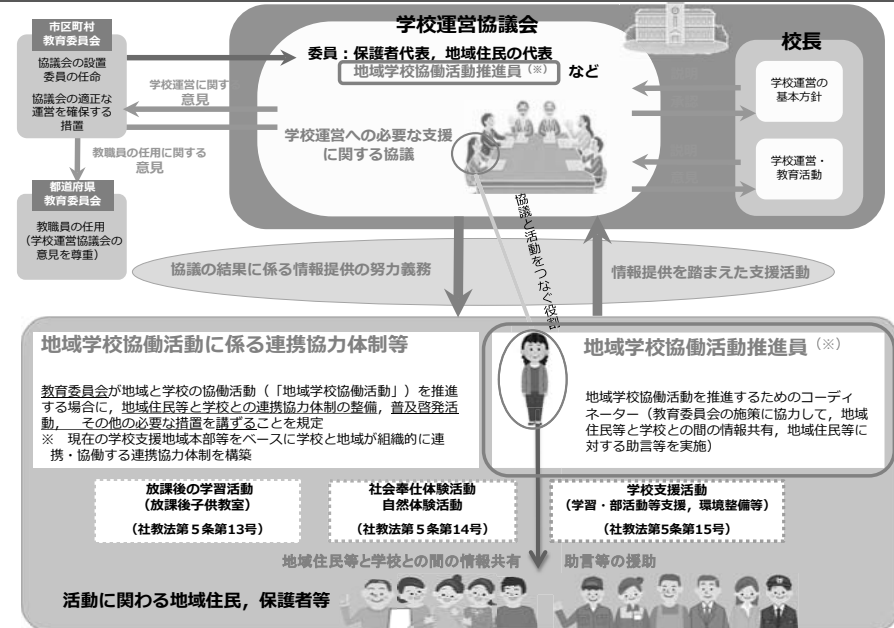 市区町村
教育委員会
協議会の設置
委員の任命
協議会の適正な
運営を確保する
措置
学校運営に関する
意見
教職員の任用に関する
意見
都道府県
教育委員会
教職員の任用
（学校運営協議会の
意見を尊重）
学校運営協議会
委員：保護者代表，地域住民の代表
地域学校協働活動推進員（※） など
学校運営への必要な支援
に関する協議
校長
学校運営の
基本方針
学校運営・
教育活動
協議と活動をつなぐ役割
協議の結果に係る情報提供の努力義務
情報提供を踏まえた支援活動
地域学校協働活動に係る連携協力体制等
教育委員会が地域と学校の協働活動（「地域学校協働活動」）を推進
する場合に，地域住民等と学校との連携協力体制の整備，普及啓発活
動， その他の必要な措置を講ずることを規定
※ 現在の学校支援地域本部等をベースに学校と地域が組織的に連
携・協働する連携協力体制を構築
地域学校協働活動推進員（※）
地域学校協働活動を推進するためのコーディ
ネーター（教育委員会の施策に協力して，地域
住民等と学校との間の情報共有，地域住民等に
対する助言等を実施）
放課後の学習活動
（放課後子供教室）
（社教法第５条第13号）
社会奉仕体験活動
自然体験活動
（社教法第５条第14号）
学校支援活動
（学習・部活動等支援，環境整備等）
（社教法第5条第15号）
地域住民等と学校との間の情報共有 助言等の援助
活動に関わる地域住民，保護者等